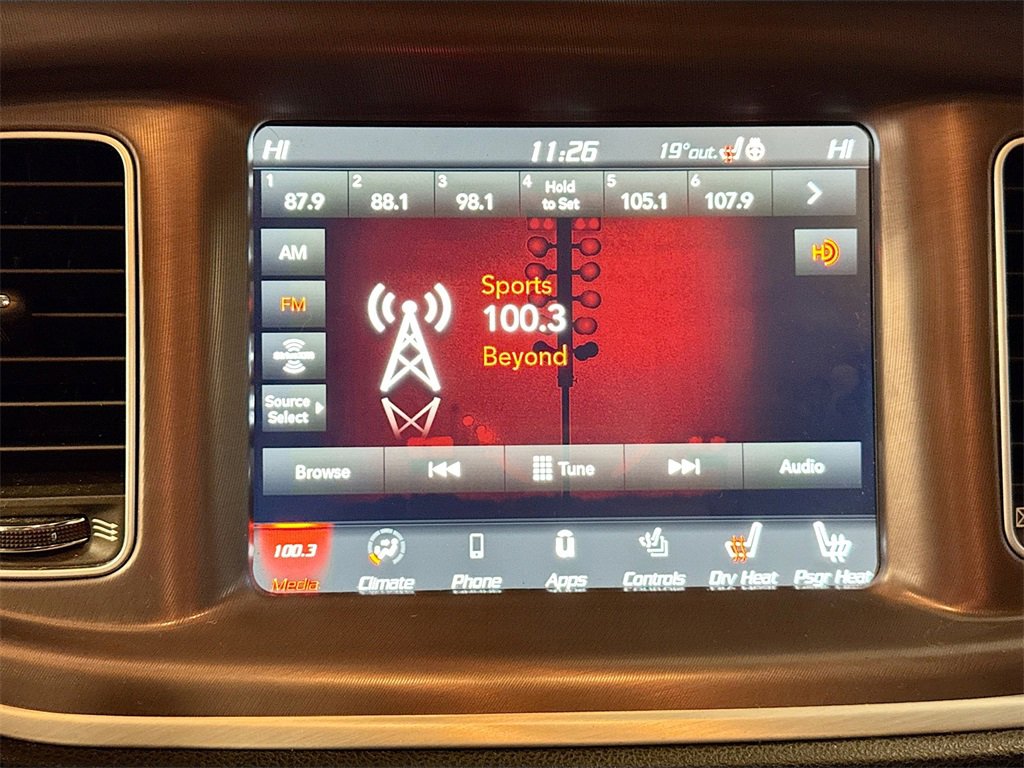 HI 11:26 19°out. HI
1 87.9 2 88.1 3 98.1 4 Hold to Set 5 105.1 6 107.9
AM
FM
HD
Sports
100.3
Beyond
SiriusXM
Source
Select
Browse Tune Audio
100.3
Media Climate Phone Apps Controls Drv Heat Psgr Heat